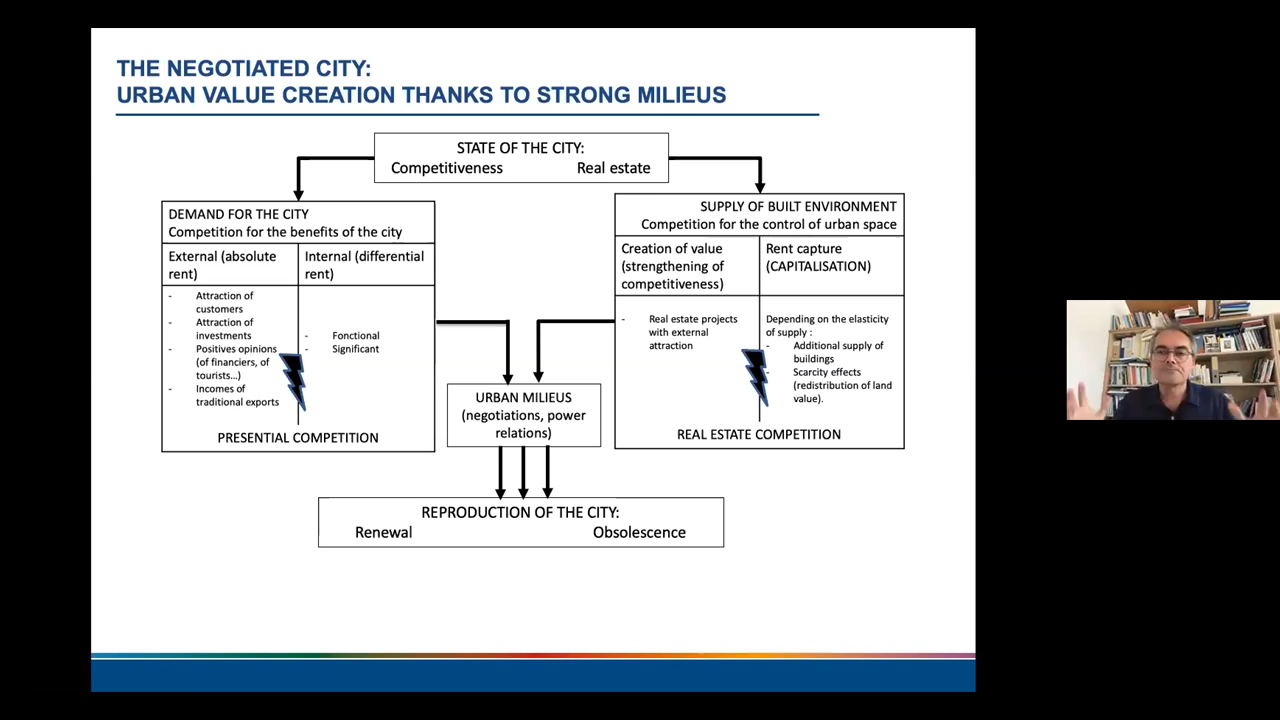 THE NEGOTIATED CITY:
URBAN VALUE CREATION THANKS TO STRONG MILIEUS
STATE OF THE CITY:
Competitiveness Real estate
DEMAND FOR THE CITY
Competition for the benefits of the city
External (absolute
rent)
Internal (differential
rent)
- Attraction of
customers
- Attraction of
investments
- Positives opinions
(of financiers, of
tourists...)
- Incomes of
traditional exports
- Fonctional
- Significant
PRESENTIAL COMPETITION
SUPPLY OF BUILT ENVIRONMENT
Competition for the control of urban space
Creation of value
(strengthening of
competitiveness)
Rent capture
(CAPITALISATION)
- Real estate projects
with external
attraction
Depending on the elasticity
of supply :
- Additional supply of
buildings
- Scarcity effects
(redistribution of land
value).
REAL ESTATE COMPETITION
URBAN MILIEUS
(negotiations, power
relations)
REPRODUCTION OF THE CITY:
Renewal Obsolescence